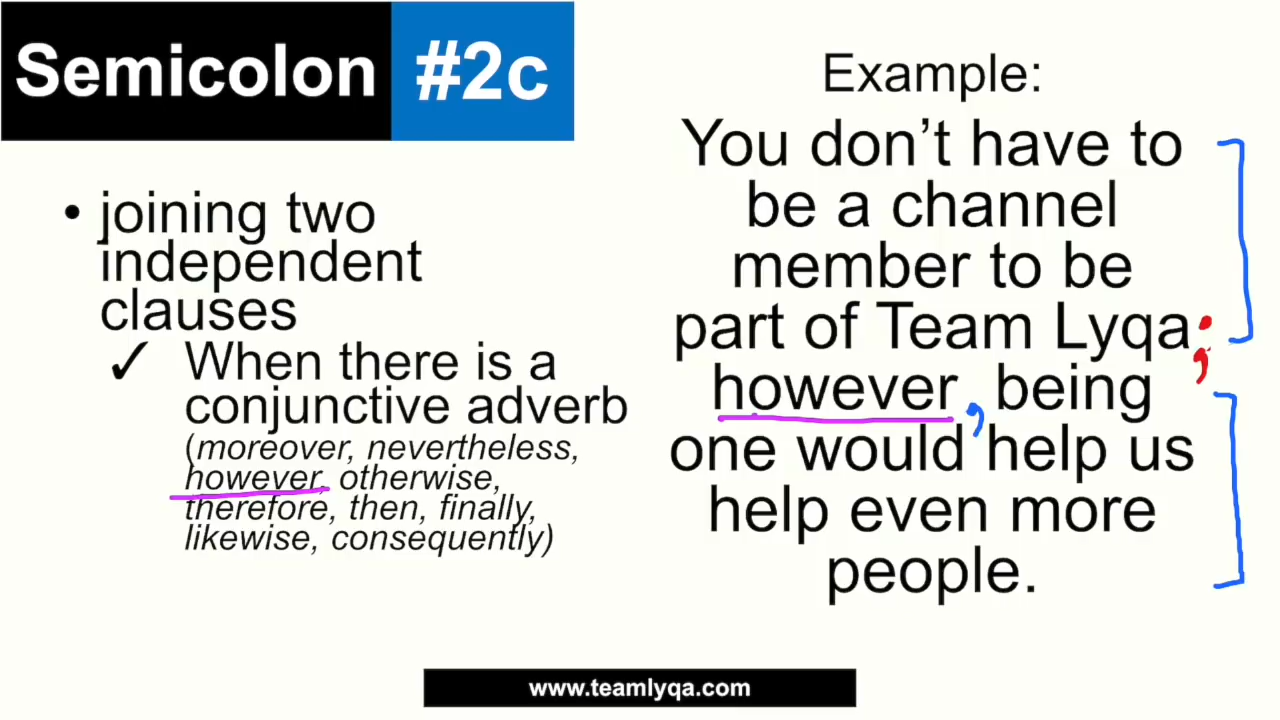 Semicolon #2c
• joining two
independent
clauses
✓ When there is a
conjunctive adverb
(moreover, nevertheless,
however, otherwise,
therefore, then, finally,
likewise, consequently)
Example:
You don’t have to
be a channel
member to be
part of Team Lyqa;
however, being
one would help us
help even more
people.
www.teamlyqa.com